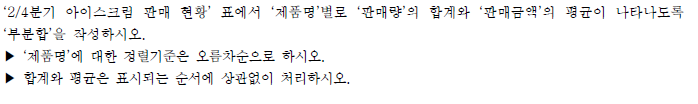 ‘2/4분기 아이스크림 판매 현황’ 표에서 ‘제품명’별로 ‘판매량’의 합계와 ‘판매금액’의 평균이 나타나도록
‘부분합’을 작성하시오.
▶ ‘제품명’에 대한 정렬기준은 오름차순으로 하시오.
▶ 합계와 평균은 표시되는 순서에 상관없이 처리하시오.